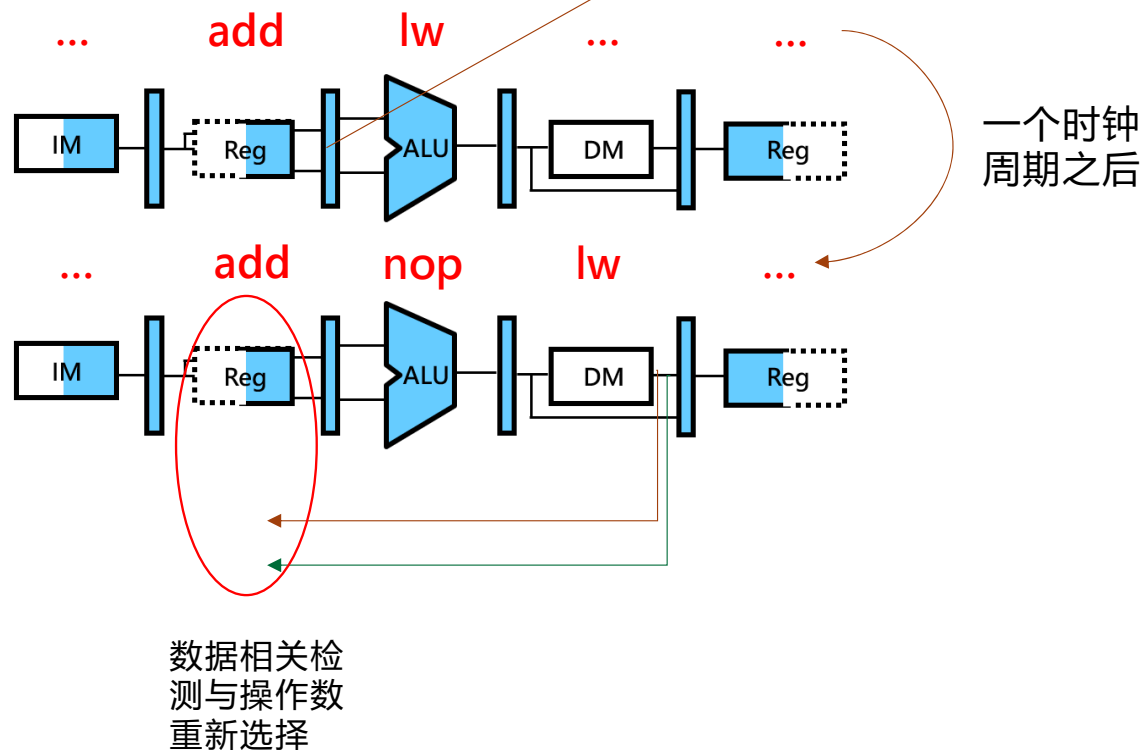 ... add lw ... ...
IM Reg ALU DM Reg
一个时钟
周期之后
... add nop lw ...
IM Reg ALU DM Reg
数据相关检
测与操作数
重新选择